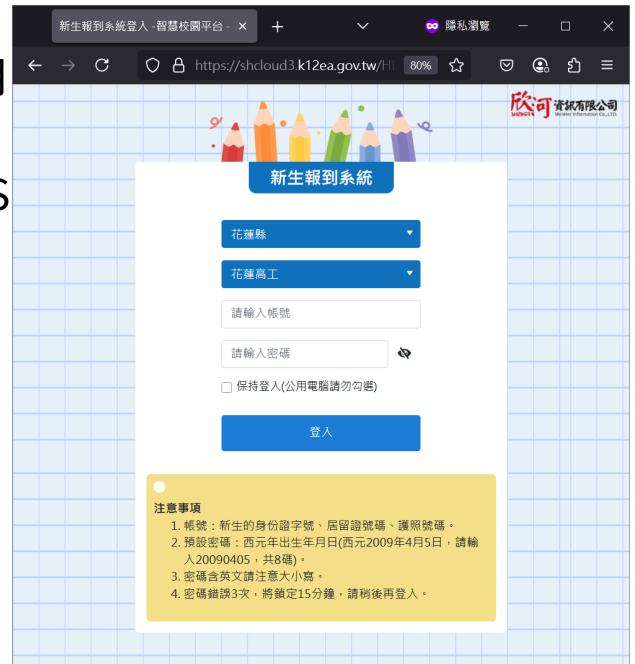 新生報到系統登入 -智慧校園平台 -
隱私瀏覽
https://shcloud3.k12ea.gov.tw/H
80%
欣可 資訊有限公司
新生報到系統
花蓮縣
花蓮高工
請輸入帳號
請輸入密碼
保持登入(公用電腦請勿勾選)
登入
注意事項
1. 帳號：新生的身份證字號、居留證號碼、護照號碼。
2. 預設密碼：西元年出生年月日(西元2009年4月5日，請輸
入20090405，共8碼)。
3. 密碼含英文請注意大小寫。
4. 密碼錯誤3次，將鎖定15分鐘，請稍後再登入。